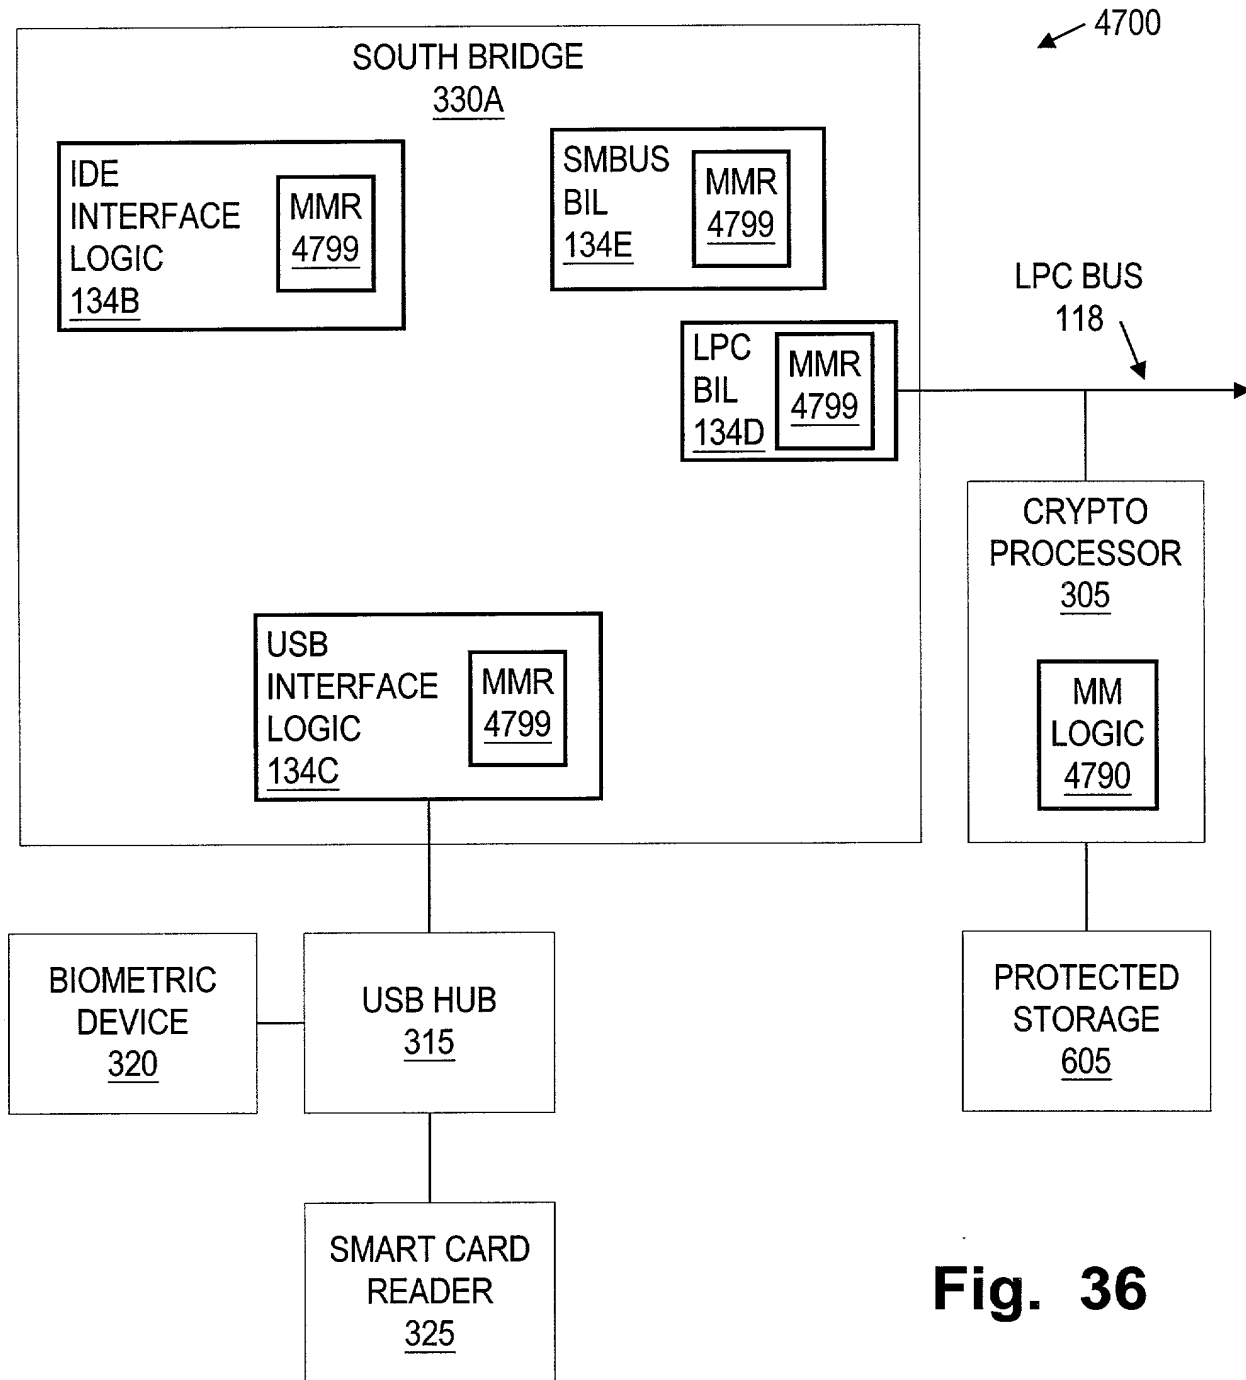 4700
SOUTH BRIDGE
330A
IDE
INTERFACE
LOGIC
134B
MMR
4799
SMBUS
BIL
134E
MMR
4799
LPC
BIL
134D
MMR
4799
LPC BUS
118
CRYPTO
PROCESSOR
305
MM
LOGIC
4790
USB
INTERFACE
LOGIC
134C
MMR
4799
BIOMETRIC
DEVICE
320
USB HUB
315
PROTECTED
STORAGE
605
SMART CARD
READER
325
Fig. 36